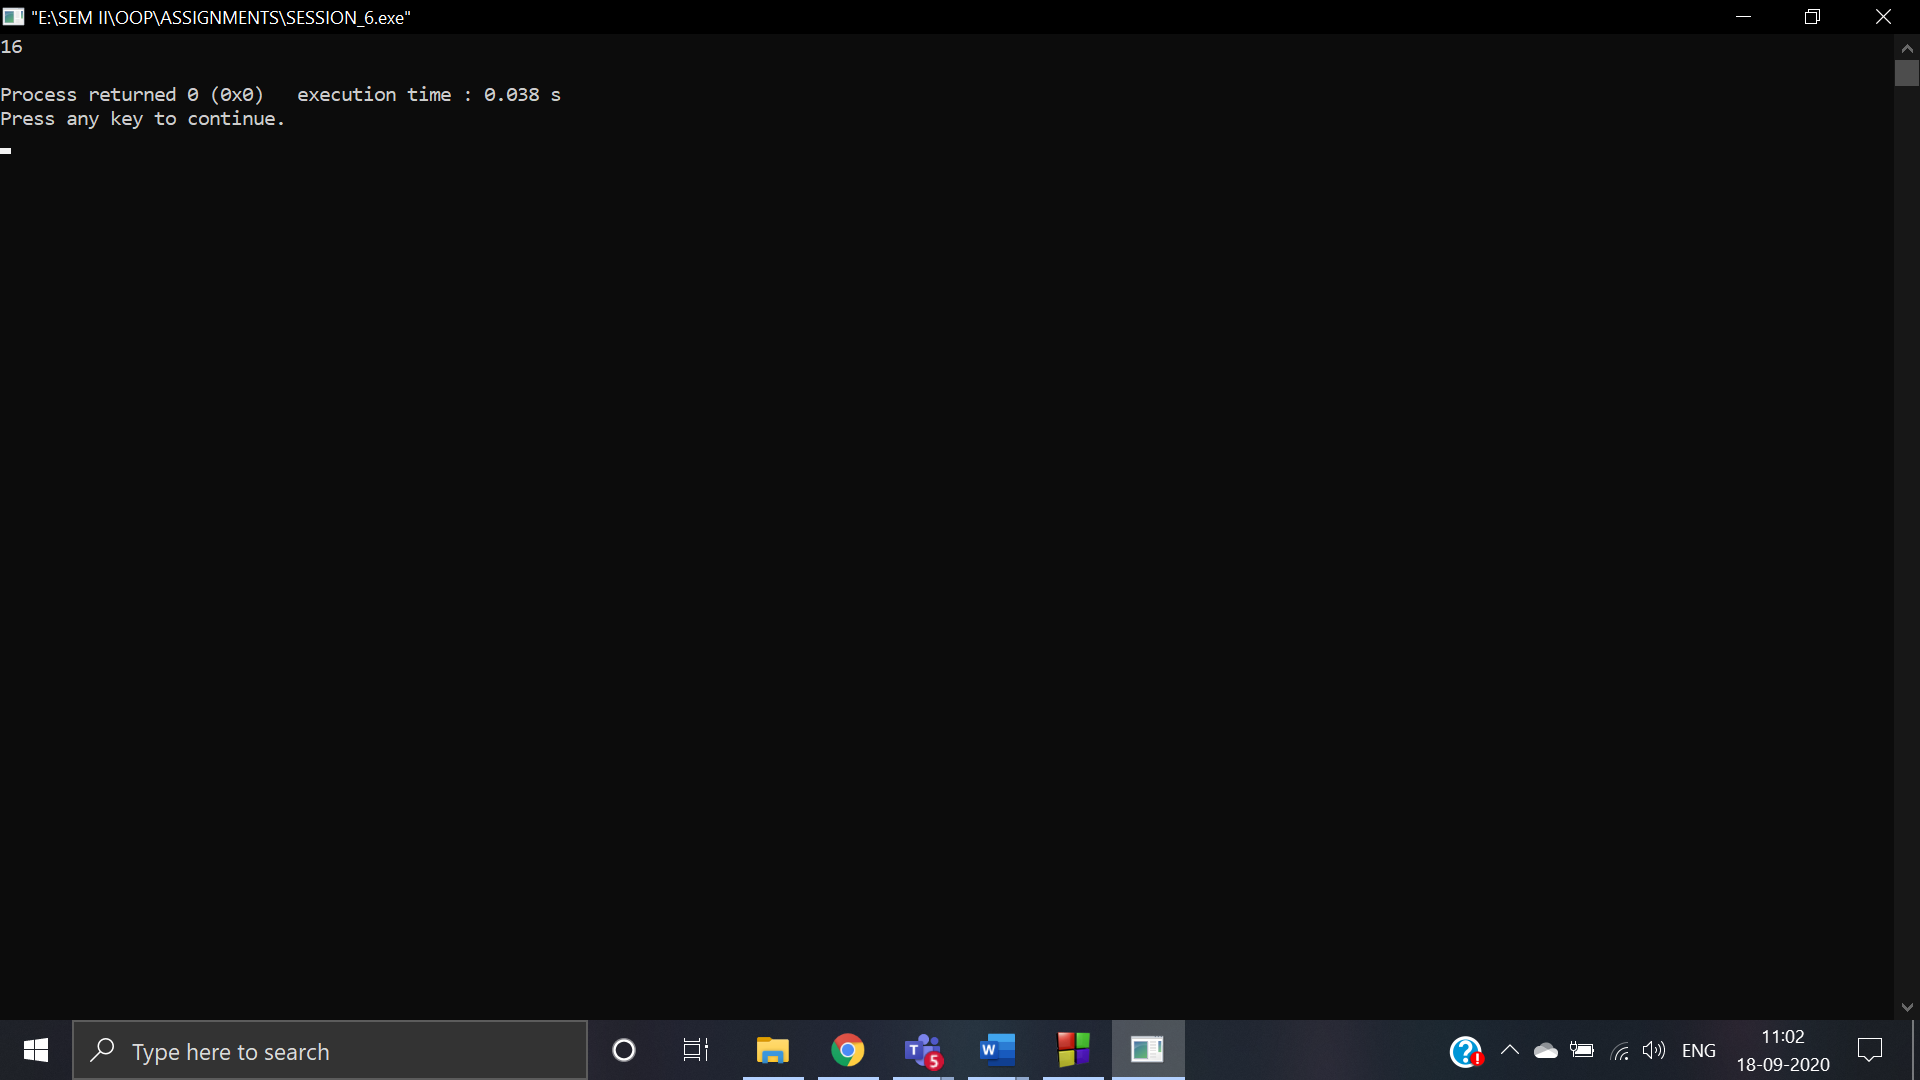 "E:\SEM II\OOP\ASSIGNMENTS\SESSION_6.exe"
16
Process returned 0 (0x0)   execution time : 0.038 s
Press any key to continue.
Type here to search
T
5
W
?
!
ENG
11:02
18-09-2020